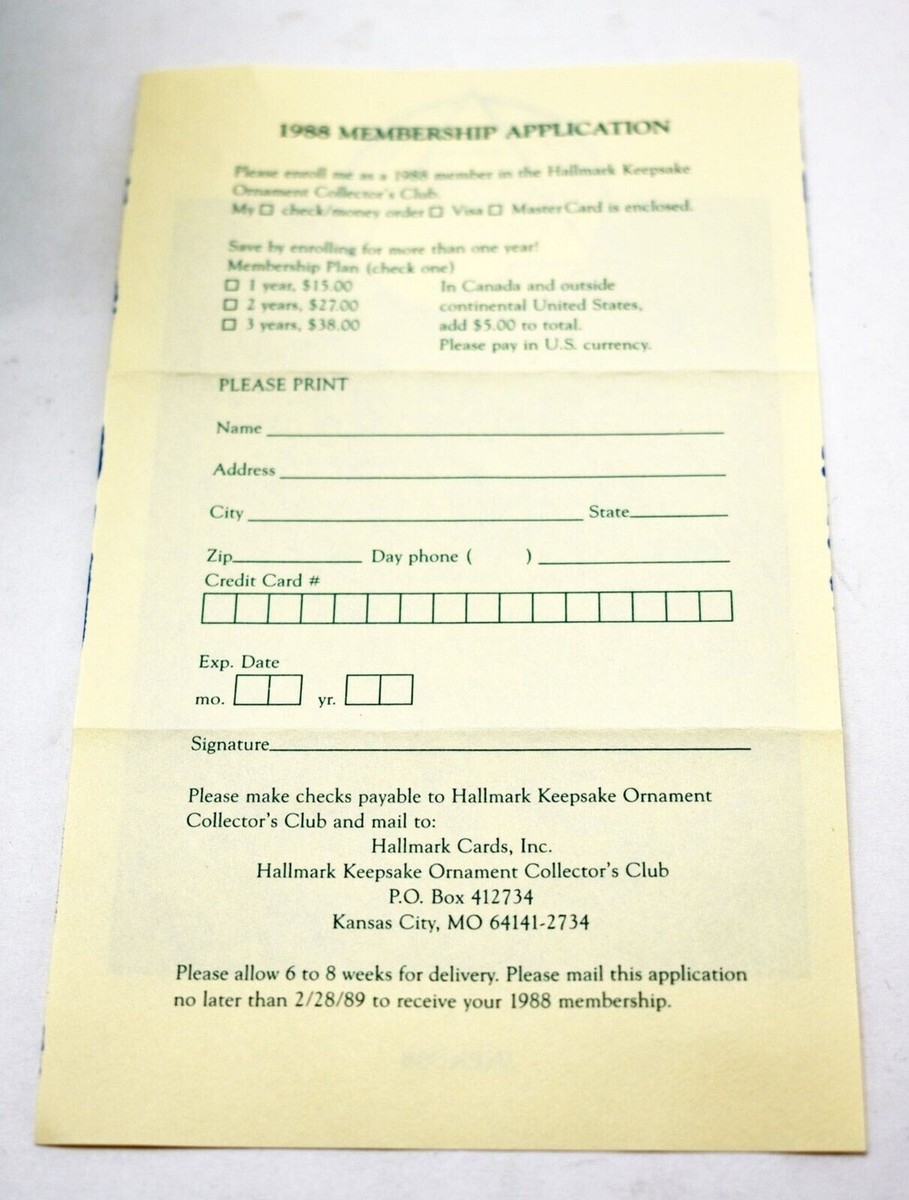 1988 MEMBERSHIP APPLICATION
Please enroll me as a 1988 member in the Hallmark Keepsake
Ornament Collector's Club.
My ☐ check/money order ☐ Visa ☐ MasterCard is enclosed.
Save by enrolling for more than one year!
Membership Plan (check one)
☐ 1 year, $15.00 In Canada and outside
☐ 2 years, $27.00 continental United States,
☐ 3 years, $38.00 add $5.00 to total.
Please pay in U.S. currency.
PLEASE PRINT
Name
Address
City State
Zip Day phone ( )
Credit Card #
Exp. Date
mo. yr.
Signature
Please make checks payable to Hallmark Keepsake Ornament
Collector's Club and mail to:
Hallmark Cards, Inc.
Hallmark Keepsake Ornament Collector's Club
P.O. Box 412734
Kansas City, MO 64141-2734
Please allow 6 to 8 weeks for delivery. Please mail this application
no later than 2/28/89 to receive your 1988 membership.